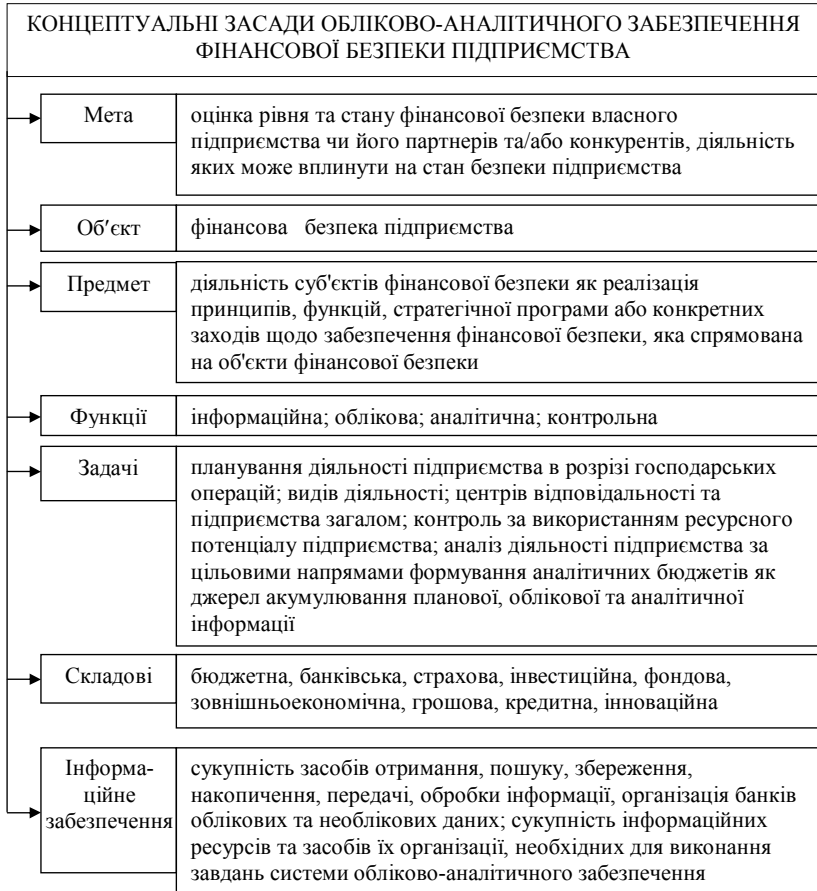 КОНЦЕПТУАЛЬНІ ЗАСАДИ ОБЛІКОВО-АНАЛІТИЧНОГО ЗАБЕЗПЕЧЕННЯ
ФІНАНСОВОЇ БЕЗПЕКИ ПІДПРИЄМСТВА
Мета
оцінка рівня та стану фінансової безпеки власного
підприємства чи його партнерів та/або конкурентів, діяльність
яких може вплинути на стан безпеки підприємства
Об′єкт
фінансова безпека підприємства
Предмет
діяльність суб'єктів фінансової безпеки як реалізація
принципів, функцій, стратегічної програми або конкретних
заходів щодо забезпечення фінансової безпеки, яка спрямована
на об'єкти фінансової безпеки
Функції
інформаційна; облікова; аналітична; контрольна
Задачі
планування діяльності підприємства в розрізі господарських
операцій; видів діяльності; центрів відповідальності та
підприємства загалом; контроль за використанням ресурсного
потенціалу підприємства; аналіз діяльності підприємства за
цільовими напрямами формування аналітичних бюджетів як
джерел акумулювання планової, облікової та аналітичної
інформації
Складові
бюджетна, банківська, страхова, інвестиційна, фондова,
зовнішньоекономічна, грошова, кредитна, інноваційна
Інформа-
ційне
забезпечення
сукупність засобів отримання, пошуку, збереження,
накопичення, передачі, обробки інформації, організація банків
облікових та необлікових даних; сукупність інформаційних
ресурсів та засобів їх організації, необхідних для виконання
завдань системи обліково-аналітичного забезпечення